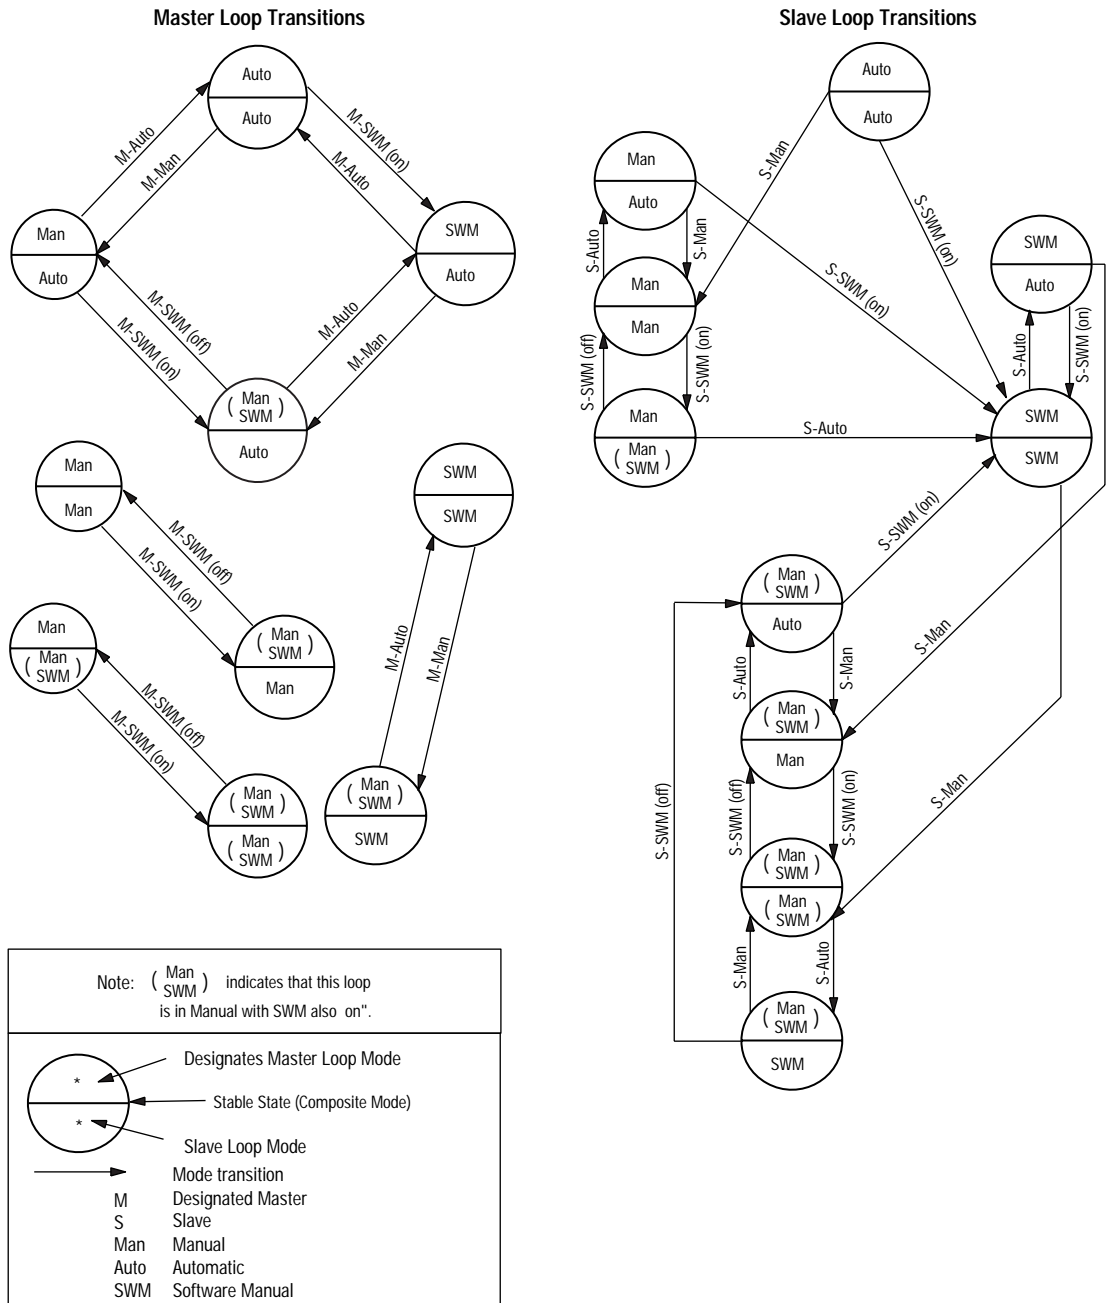 Master Loop Transitions
Auto
Auto
M-Auto
M-Man
M-SWM (on)
M-Auto
Man
Auto
SWM
Auto
M-SWM (off)
M-SWM (on)
M-Auto
M-Man
( Man
SWM )
Auto
Man
Man
M-SWM (off)
M-SWM (on)
( Man
SWM )
Man
Man
( Man
SWM )
M-SWM (off)
M-SWM (on)
( Man
SWM )
( Man
SWM )
SWM
SWM
M-Auto
M-Man
( Man
SWM )
SWM
Slave Loop Transitions
Auto
Auto
S-Man
S-SWM (on)
Man
Auto
S-Auto
S-Man
S-SWM (on)
Man
Man
S-SWM (off)
S-SWM (on)
Man
( Man
SWM )
S-Auto
SWM
Auto
S-Auto
S-SWM (on)
SWM
SWM
S-SWM (on)
S-Man
S-Man
( Man
SWM )
Auto
S-Auto
S-Man
( Man
SWM )
Man
S-SWM (off)
S-SWM (off)
S-SWM (on)
( Man
SWM )
( Man
SWM )
S-Man
S-Auto
( Man
SWM )
SWM
Note: ( Man
SWM ) indicates that this loop
is in Manual with SWM also on".
* Designates Master Loop Mode
Stable State (Composite Mode)
* Slave Loop Mode
Mode transition
M Designated Master
S Slave
Man Manual
Auto Automatic
SWM Software Manual